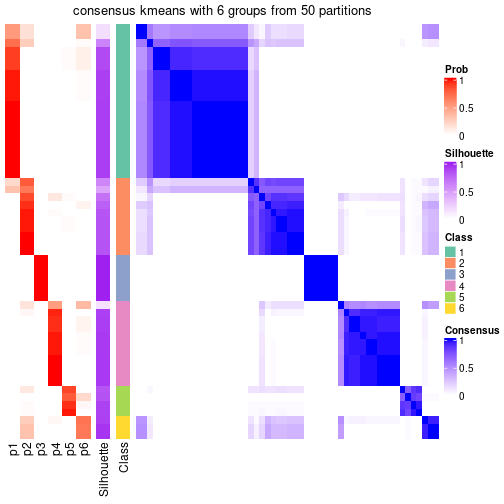 consensus kmeans with 6 groups from 50 partitions
Prob
1
0.5
0
Silhouette
1
0.5
0
Class
1
2
3
4
5
6
Consensus
1
0.5
0
p1
p2
p3
p4
p5
p6
Silhouette
Class